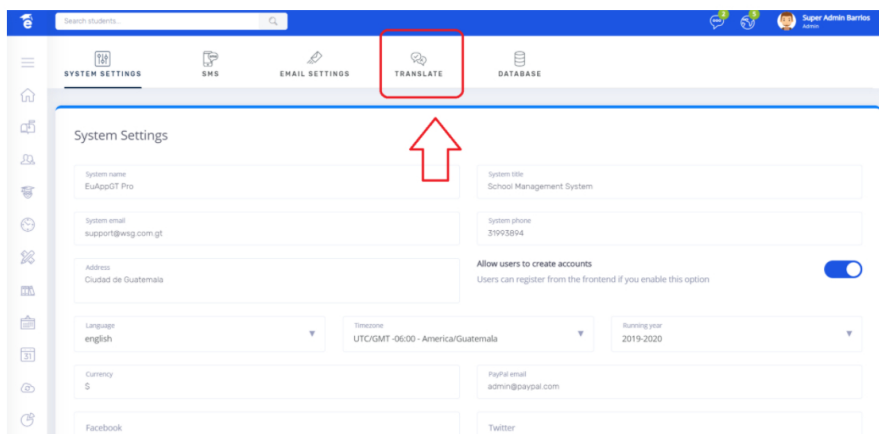 Search students...
2
5
Super Admin Barrios
Admin
SYSTEM SETTINGS
SMS
EMAIL SETTINGS
TRANSLATE
DATABASE
System Settings
System name
EuAppGT Pro
System title
School Management System
System email
support@wsg.com.gt
System phone
31993894
Address
Ciudad de Guatemala
Allow users to create accounts
Users can register from the frontend if you enable this option
Language
english
Timezone
UTC/GMT -06:00 - America/Guatemala
Running year
2019-2020
31
Currency
$
PayPal email
admin@paypal.com
Facebook
Twitter